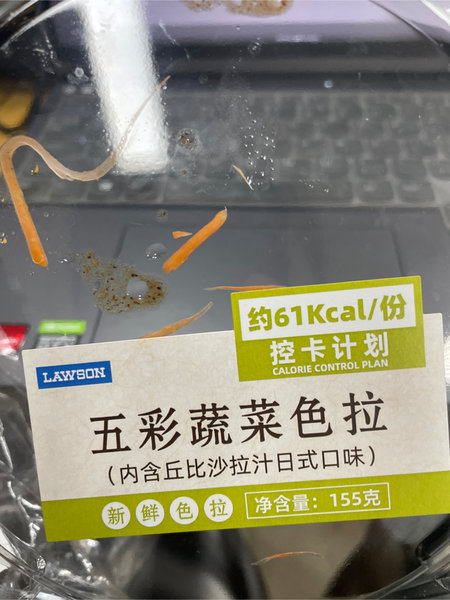 约61Kcal/份
控卡计划
CALORIE CONTROL PLAN
LAWSON
五彩蔬菜色拉
（内含丘比沙拉汁日式口味）
新鲜色拉
净含量：155克